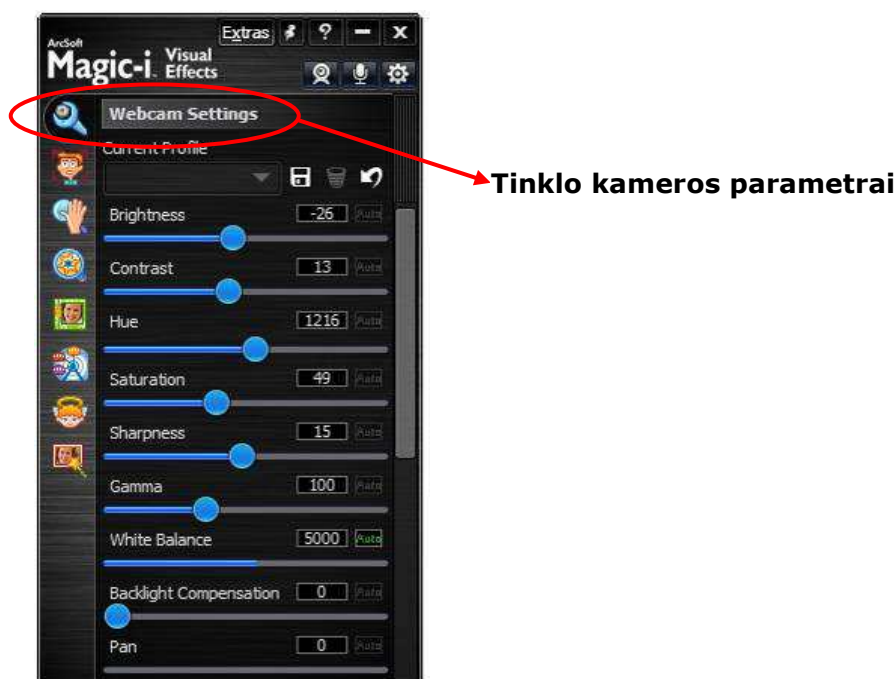 Extras ? – x
ArcSoft
Magic-i Visual Effects
Webcam Settings
Current Profile
Tinklo kameros parametrai
Brightness -26 Auto
Contrast 13 Auto
Hue 1216 Auto
Saturation 49 Auto
Sharpness 15 Auto
Gamma 100 Auto
White Balance 5000 Auto
Backlight Compensation 0 Auto
Pan 0 Auto